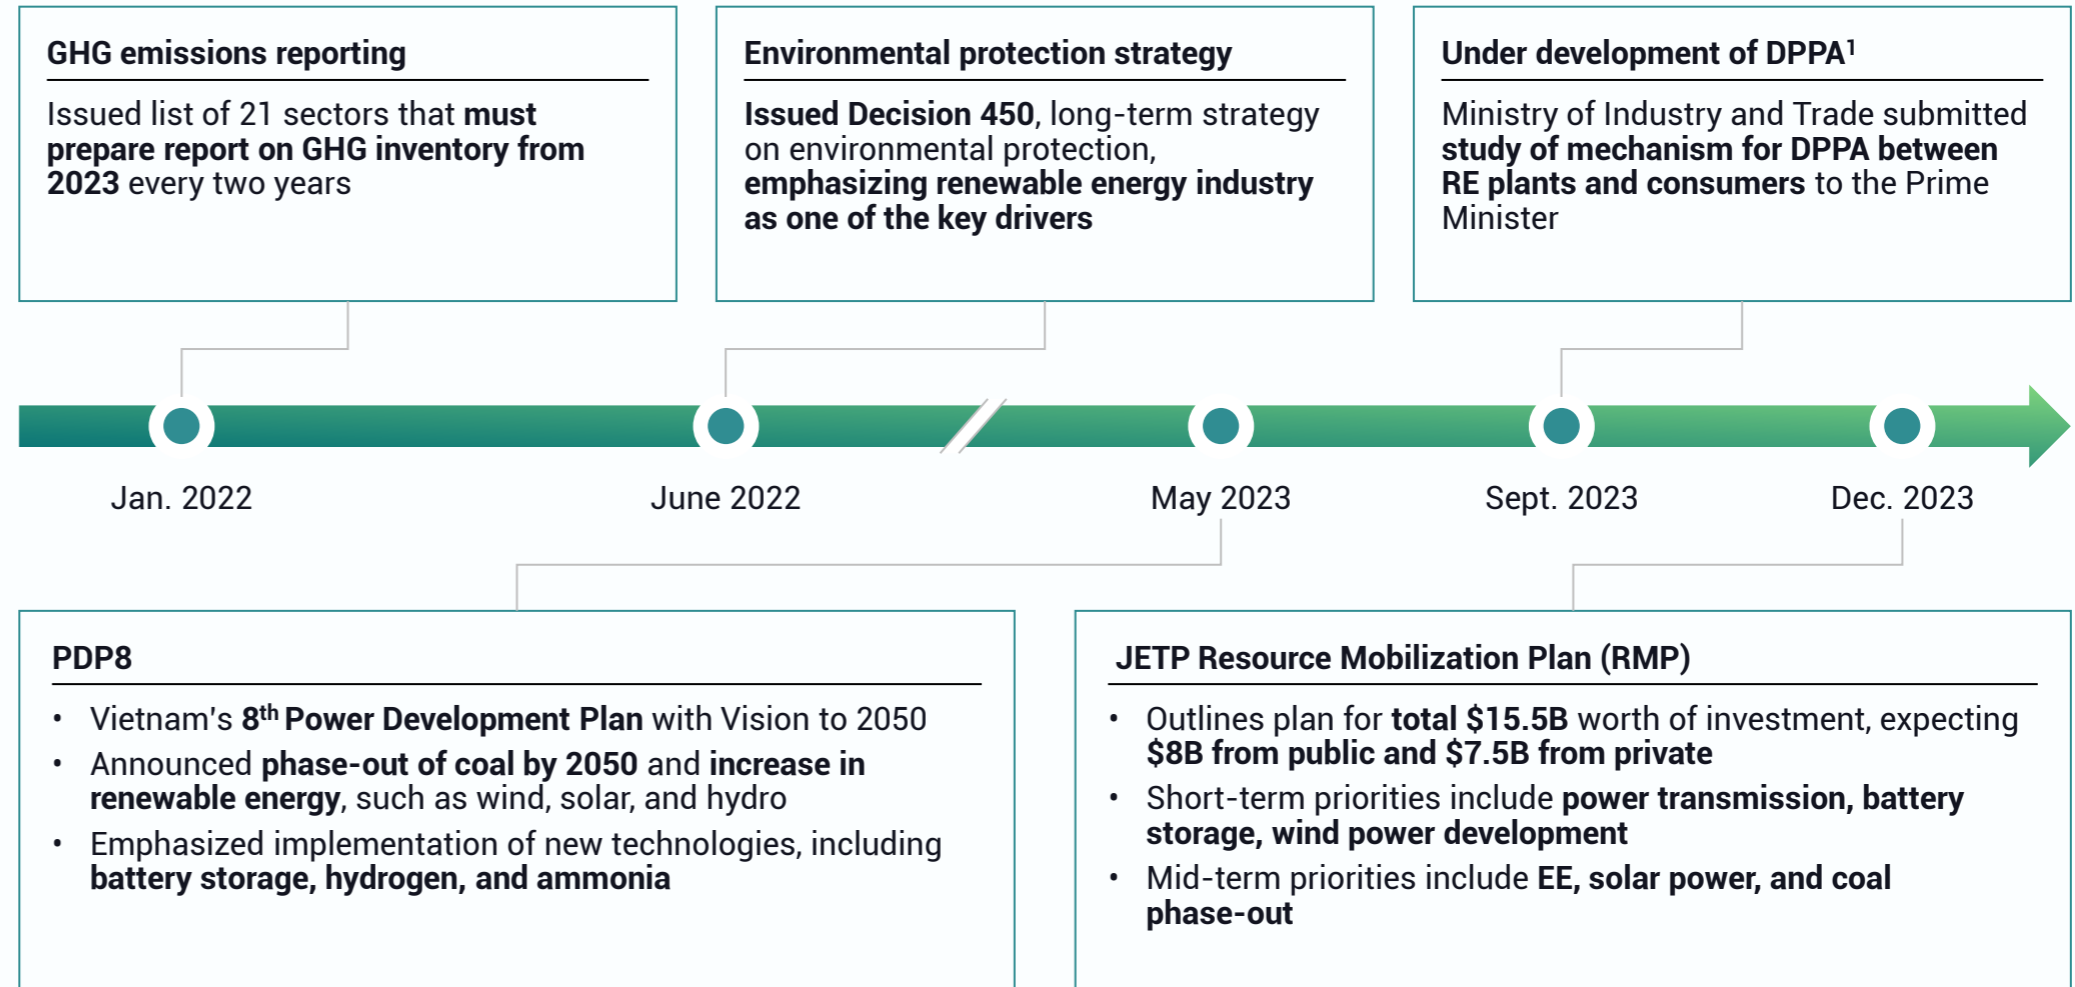 GHG emissions reporting
Issued list of 21 sectors that must
prepare report on GHG inventory from
2023 every two years
Environmental protection strategy
Issued Decision 450, long-term strategy
on environmental protection,
emphasizing renewable energy industry
as one of the key drivers
Under development of DPPA¹
Ministry of Industry and Trade submitted
study of mechanism for DPPA between
RE plants and consumers to the Prime
Minister
Jan. 2022
June 2022
May 2023
Sept. 2023
Dec. 2023
PDP8
• Vietnam's 8th Power Development Plan with Vision to 2050
• Announced phase-out of coal by 2050 and increase in
renewable energy, such as wind, solar, and hydro
• Emphasized implementation of new technologies, including
battery storage, hydrogen, and ammonia
JETP Resource Mobilization Plan (RMP)
• Outlines plan for total $15.5B worth of investment, expecting
$8B from public and $7.5B from private
• Short-term priorities include power transmission, battery
storage, wind power development
• Mid-term priorities include EE, solar power, and coal
phase-out